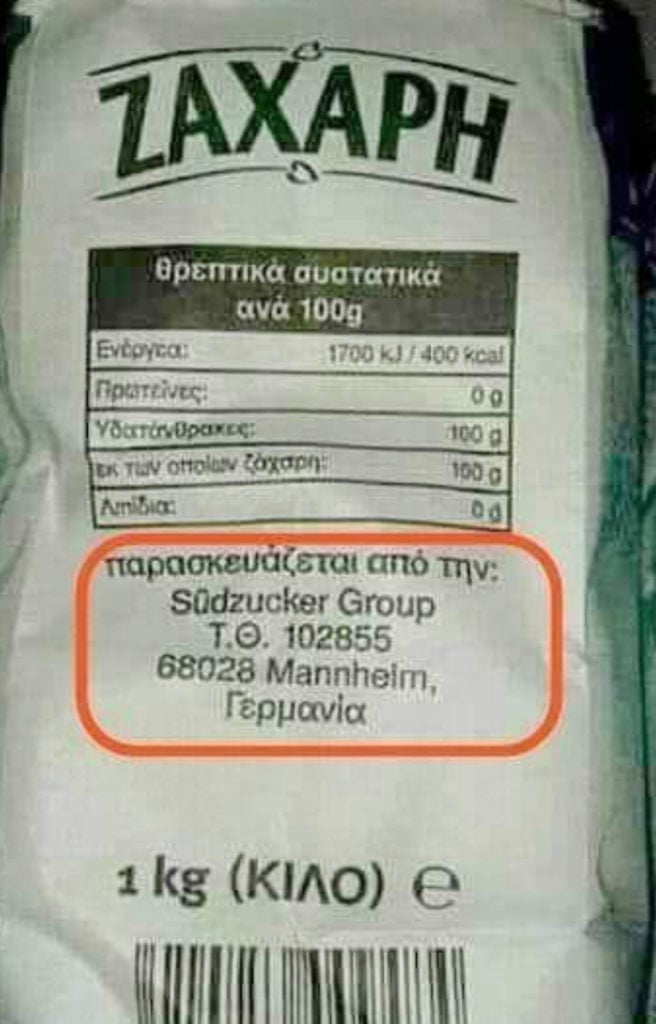 ΖΑΧΑΡΗ
θρεπτικά συστατικά
ανά 100g
Ενέργεια: 1700 kJ / 400 kcal
Πρωτεΐνες: 0 g
Υδατάνθρακες: 100 g
εκ των οποίων ζάχαρη: 100 g
Λιπίδια: 0 g
παρασκευάζεται από την:
Südzucker Group
Τ.Θ. 102855
68028 Mannheim,
Γερμανία
1 kg (ΚΙΛΟ) ℮